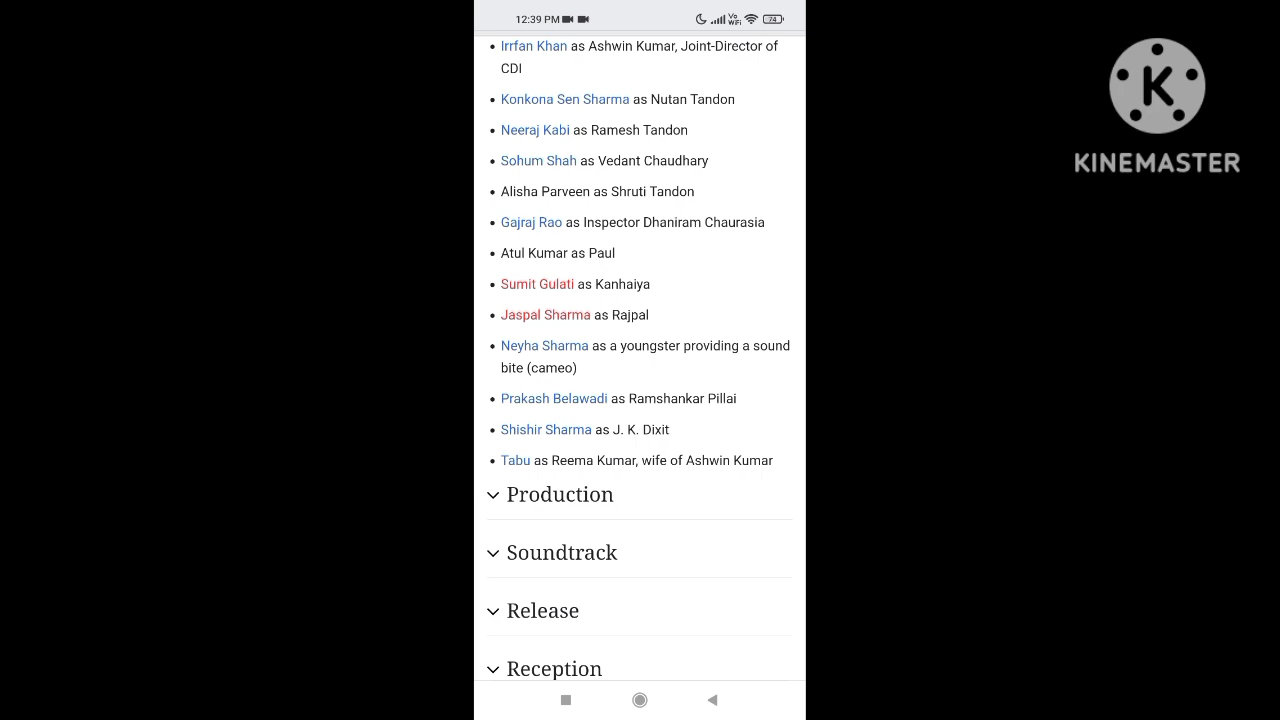 12:39 PM
Vo
WiFi
74
Irrfan Khan as Ashwin Kumar, Joint-Director of
CDI
Konkona Sen Sharma as Nutan Tandon
Neeraj Kabi as Ramesh Tandon
Sohum Shah as Vedant Chaudhary
Alisha Parveen as Shruti Tandon
Gajraj Rao as Inspector Dhaniram Chaurasia
Atul Kumar as Paul
Sumit Gulati as Kanhaiya
Jaspal Sharma as Rajpal
Neyha Sharma as a youngster providing a sound
bite (cameo)
Prakash Belawadi as Ramshankar Pillai
Shishir Sharma as J. K. Dixit
Tabu as Reema Kumar, wife of Ashwin Kumar
Production
Soundtrack
Release
Reception
K
KINEMASTER